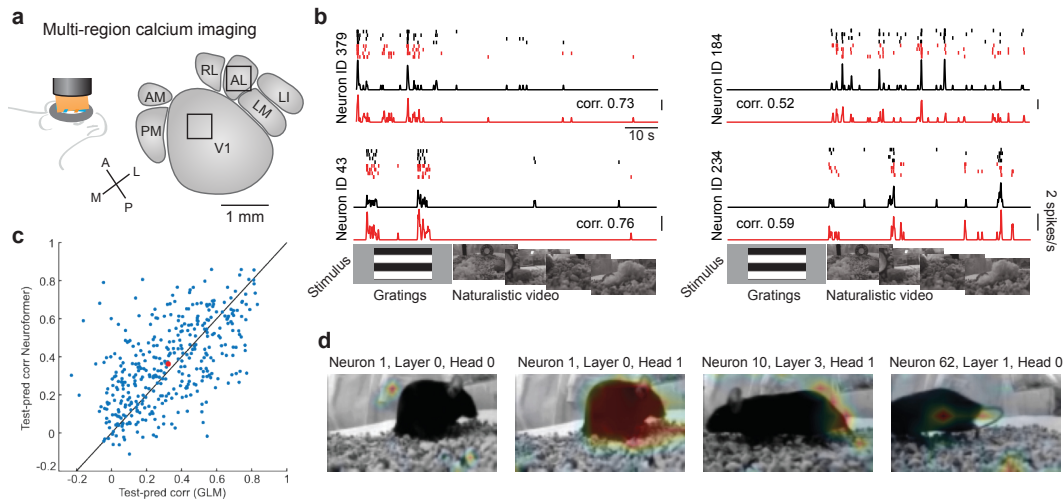 a
Multi-region calcium imaging
RL
AL
LI
AM
LM
PM
V1
A
L
M
P
1 mm
b
Neuron ID 379
corr. 0.73
10 s
Neuron ID 184
corr. 0.52
Neuron ID 43
corr. 0.76
Neuron ID 234
corr. 0.59
2 spikes/s
Stimulus
Gratings
Naturalistic video
Stimulus
Gratings
Naturalistic video
c
Test-pred corr Neuroformer
1
0.8
0.6
0.4
0.2
0
-0.2
-0.2
0
0.2
0.4
0.6
0.8
1
Test-pred corr (GLM)
d
Neuron 1, Layer 0, Head 0
Neuron 1, Layer 0, Head 1
Neuron 10, Layer 3, Head 1
Neuron 62, Layer 1, Head 0